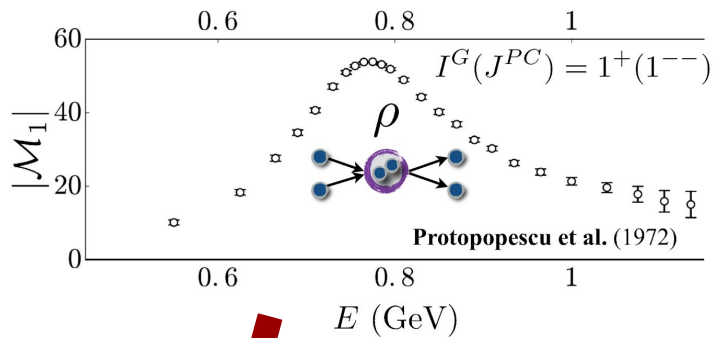 0.6 0.8 1
60
I^G(J^{PC}) = 1^+(1^{--})
40
|M_1|
ρ
20
Protopopescu et al. (1972)
0
0.6 0.8 1
E (GeV)